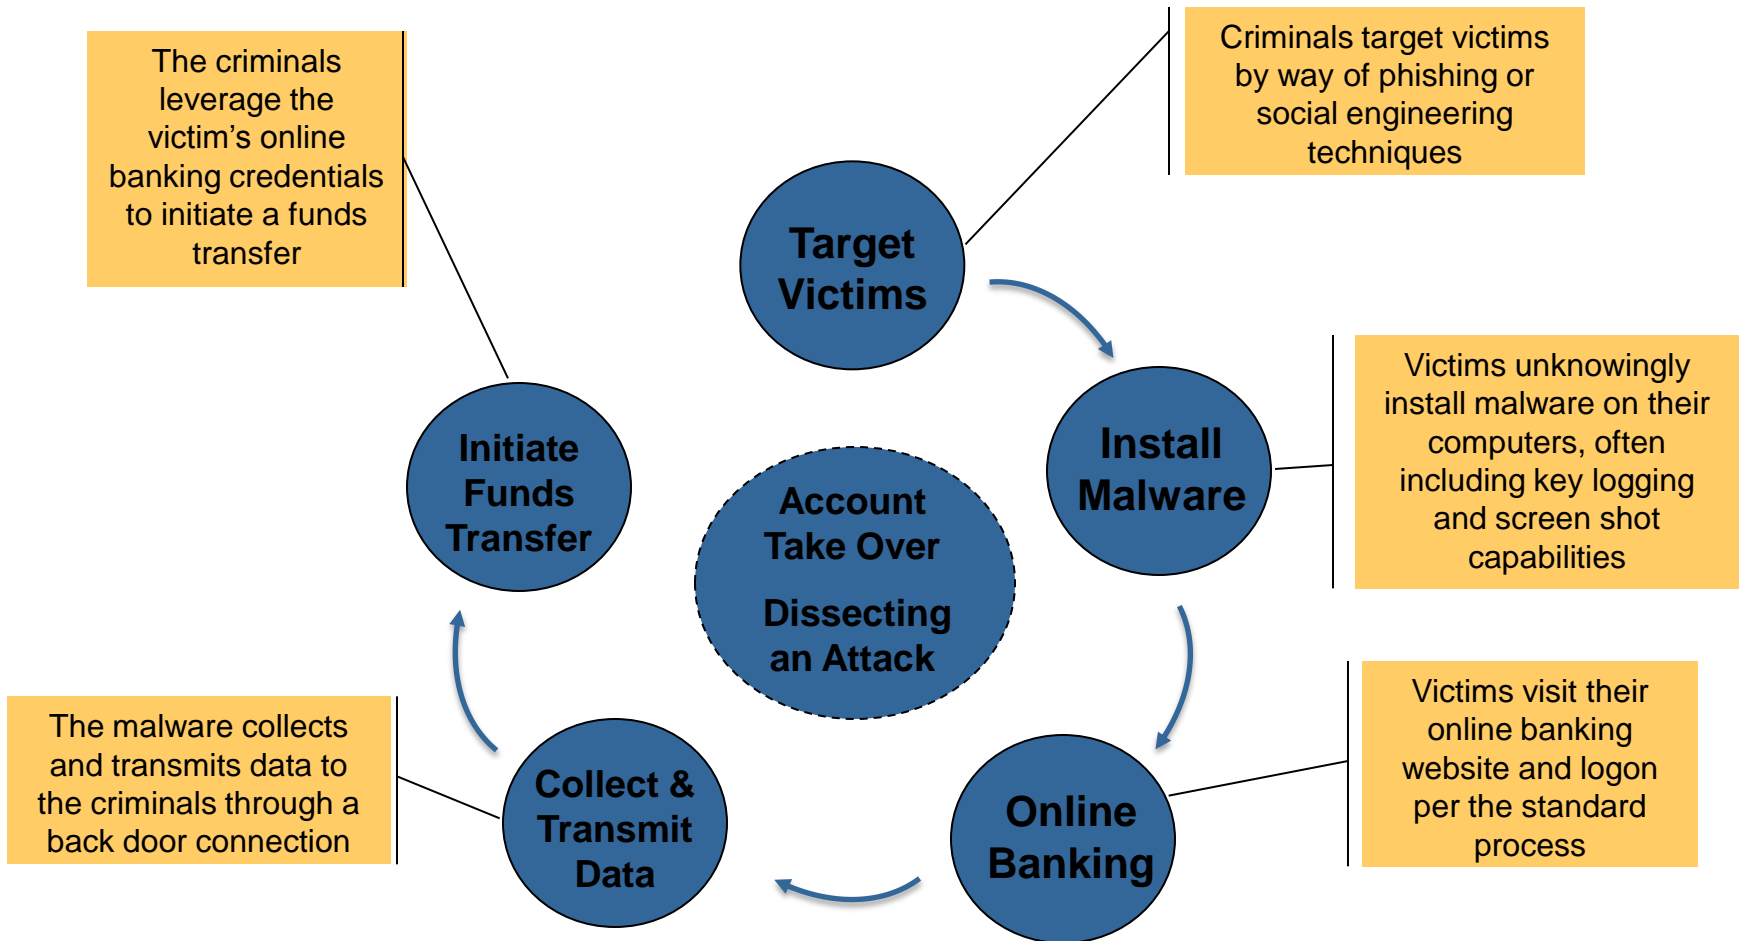 The criminals
leverage the
victim’s online
banking credentials
to initiate a funds
transfer
Criminals target victims
by way of phishing or
social engineering
techniques
Target
Victims
Victims unknowingly
install malware on their
computers, often
including key logging
and screen shot
capabilities
Install
Malware
Initiate
Funds
Transfer
Account
Take Over
Dissecting
an Attack
Victims visit their
online banking
website and logon
per the standard
process
Online
Banking
The malware collects
and transmits data to
the criminals through a
back door connection
Collect &
Transmit
Data